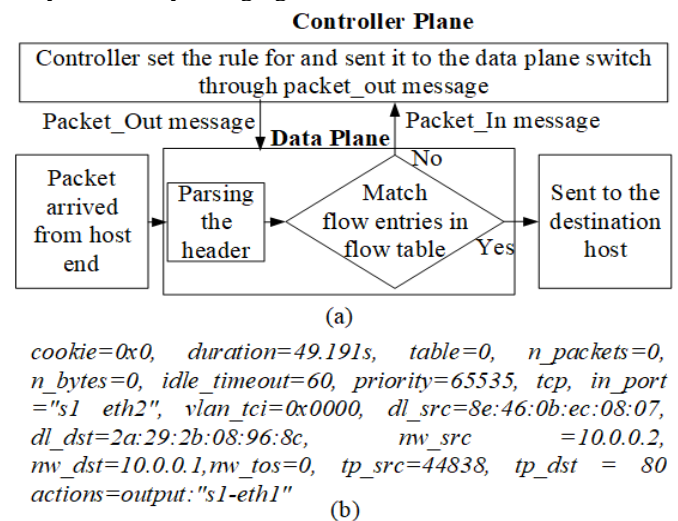 Controller Plane
Controller set the rule for and sent it to the data plane switch
through packet_out message
Packet_Out message
Packet_In message
Data Plane
Packet
arrived
from host
end
Parsing
the
header
No
Match
flow entries in
flow table
Yes
Sent to the
destination
host
(a)
cookie=0x0, duration=49.191s, table=0, n_packets=0,
n_bytes=0, idle_timeout=60, priority=65535, tcp, in_port
="s1 eth2", vlan_tci=0x0000, dl_src=8e:46:0b:ec:08:07,
dl_dst=2a:29:2b:08:96:8c, nw_src =10.0.0.2,
nw_dst=10.0.0.1,nw_tos=0, tp_src=44838, tp_dst = 80
actions=output:"s1-eth1"
(b)